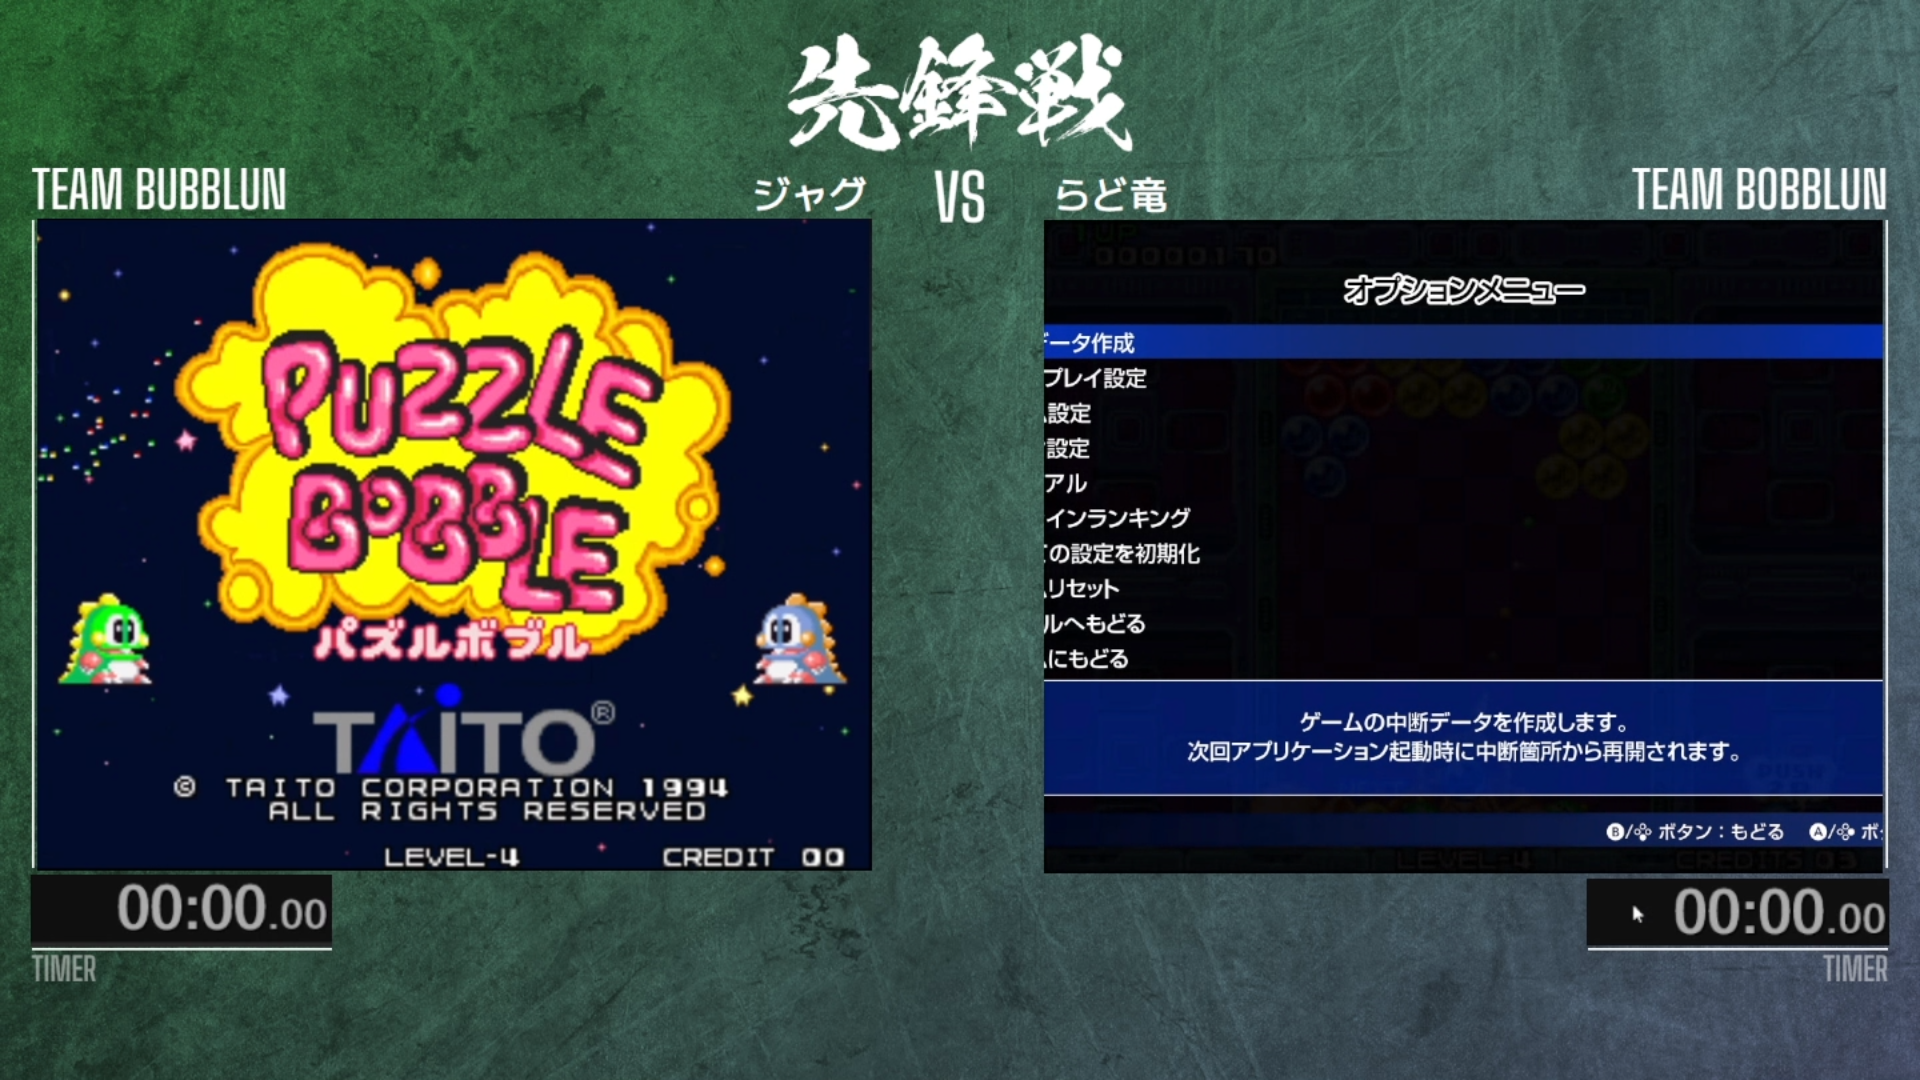 先鋒戦
TEAM BUBBLUN
ジャグ VS らど竜
TEAM BOBBLUN
PUZZLE
BOBBLE
パズルボブル
TAITO®
© TAITO CORPORATION 1994
ALL RIGHTS RESERVED
LEVEL-4 CREDIT 00
1UP
00000170
オプションメニュー
ータ作成
プレイ設定
設定
設定
アル
インランキング
の設定を初期化
リセット
ルへもどる
にもどる
ゲームの中断データを作成します。
次回アプリケーション起動時に中断箇所から再開されます。
B/ ボタン：もどる A/ ボ
LEVEL-4 CREDITS 03
00:00.00
TIMER
00:00.00
TIMER